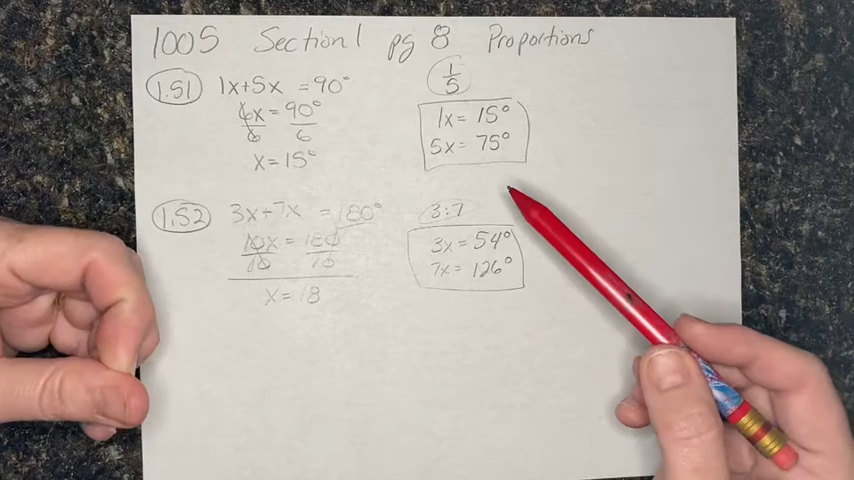 1005 Section 1 pg 8 Proportions
1.51 1x+5x = 90° 1/5
6x = 90° 1x = 15°
6 6 5x = 75°
x = 15°
1.52 3x+7x = 180° 3:7
10x = 180 3x = 54°
10 10 7x = 126°
x = 18